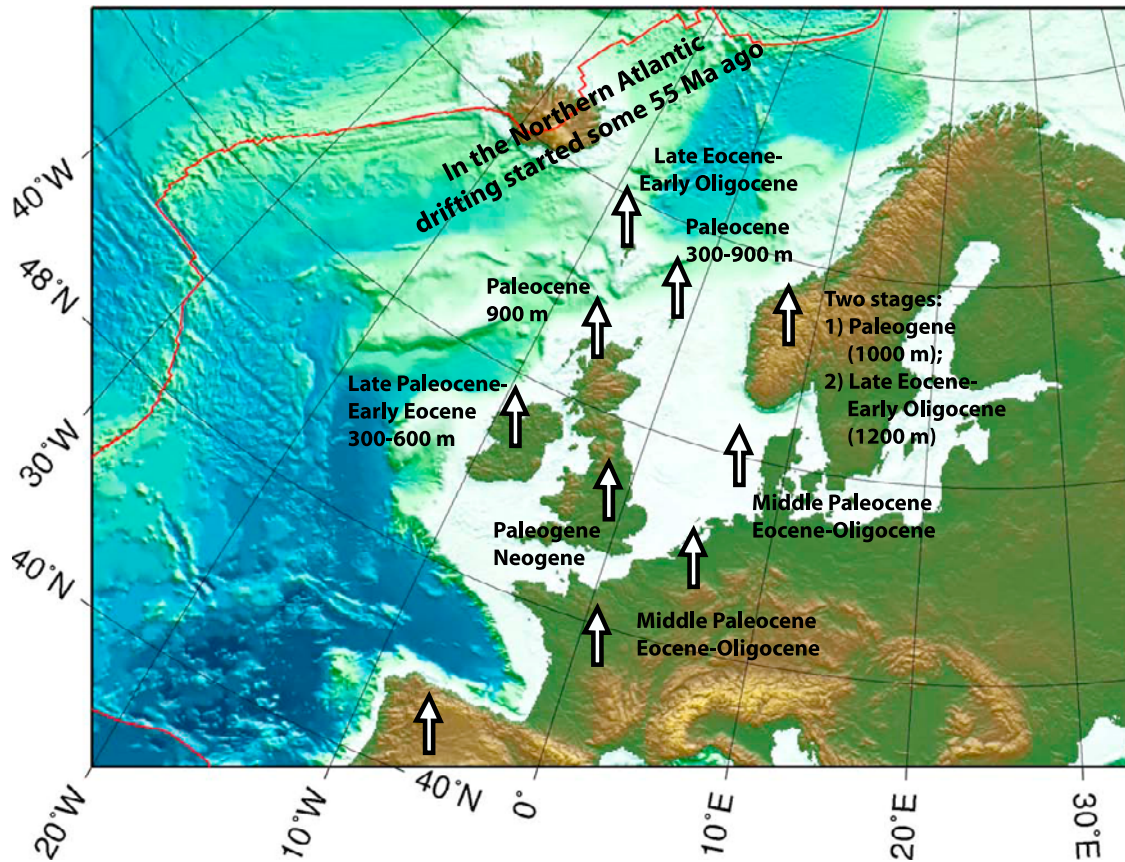 In the Northern Atlantic
drifting started some 55 Ma ago
Late Eocene-
Early Oligocene
Paleocene
300-900 m
Paleocene
900 m
Two stages:
1) Paleogene
(1000 m);
2) Late Eocene-
Early Oligocene
(1200 m)
Late Paleocene-
Early Eocene
300-600 m
Middle Paleocene
Eocene-Oligocene
Paleogene
Neogene
Middle Paleocene
Eocene-Oligocene
40°W
48°N
30°W
40°N
20°W
10°W
40°N
0°
10°E
20°E
30°E